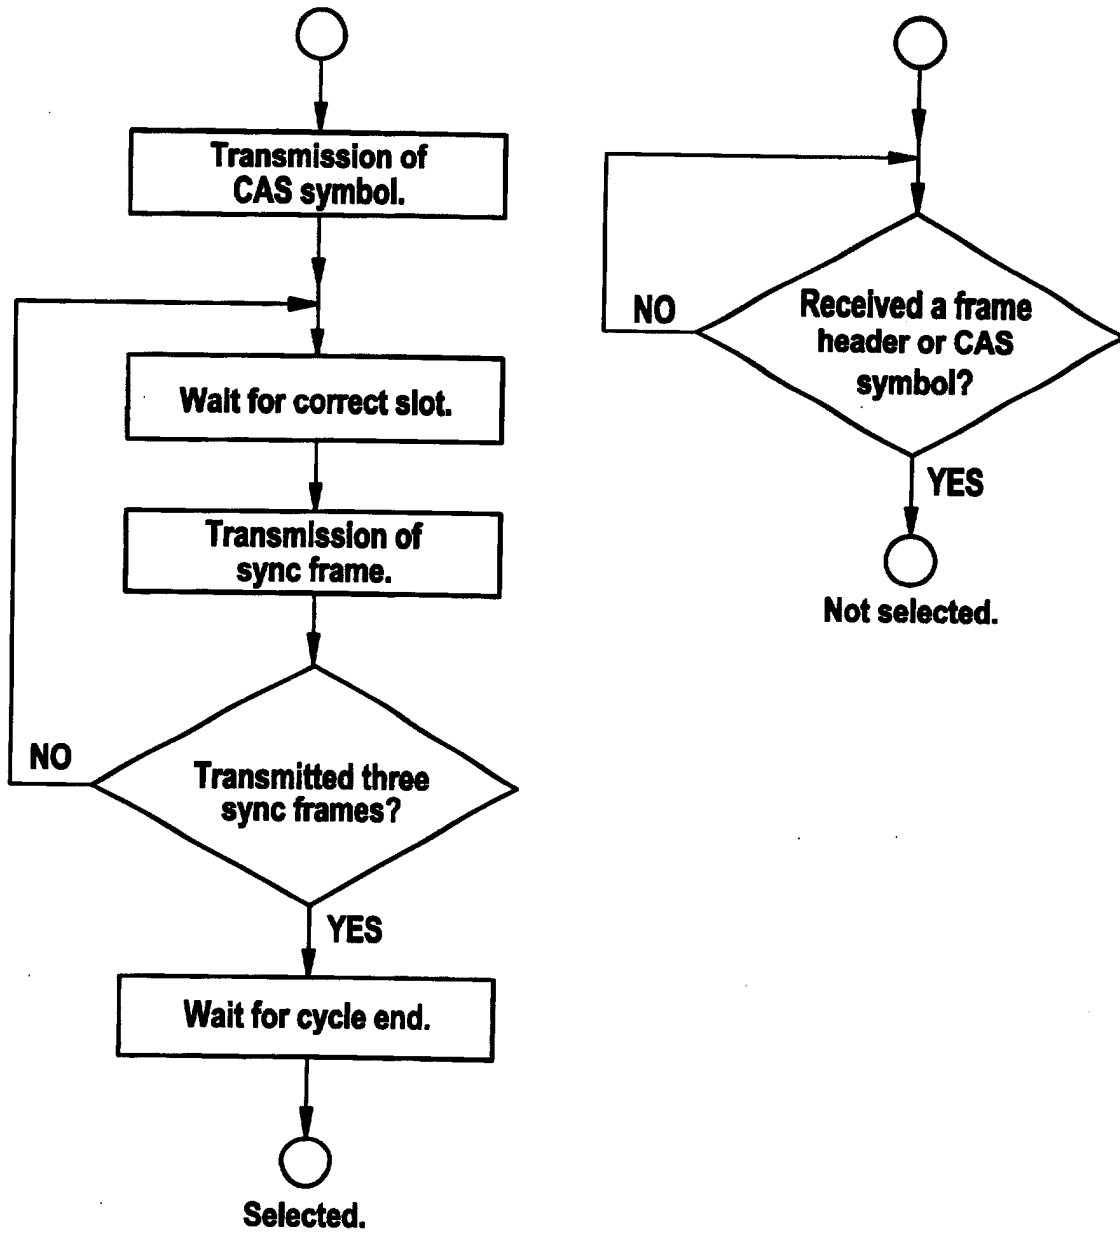 Transmission of
CAS symbol.
Wait for correct slot.
Transmission of
sync frame.
NO
Transmitted three
sync frames?
YES
Wait for cycle end.
Selected.
NO
Received a frame
header or CAS
symbol?
YES
Not selected.